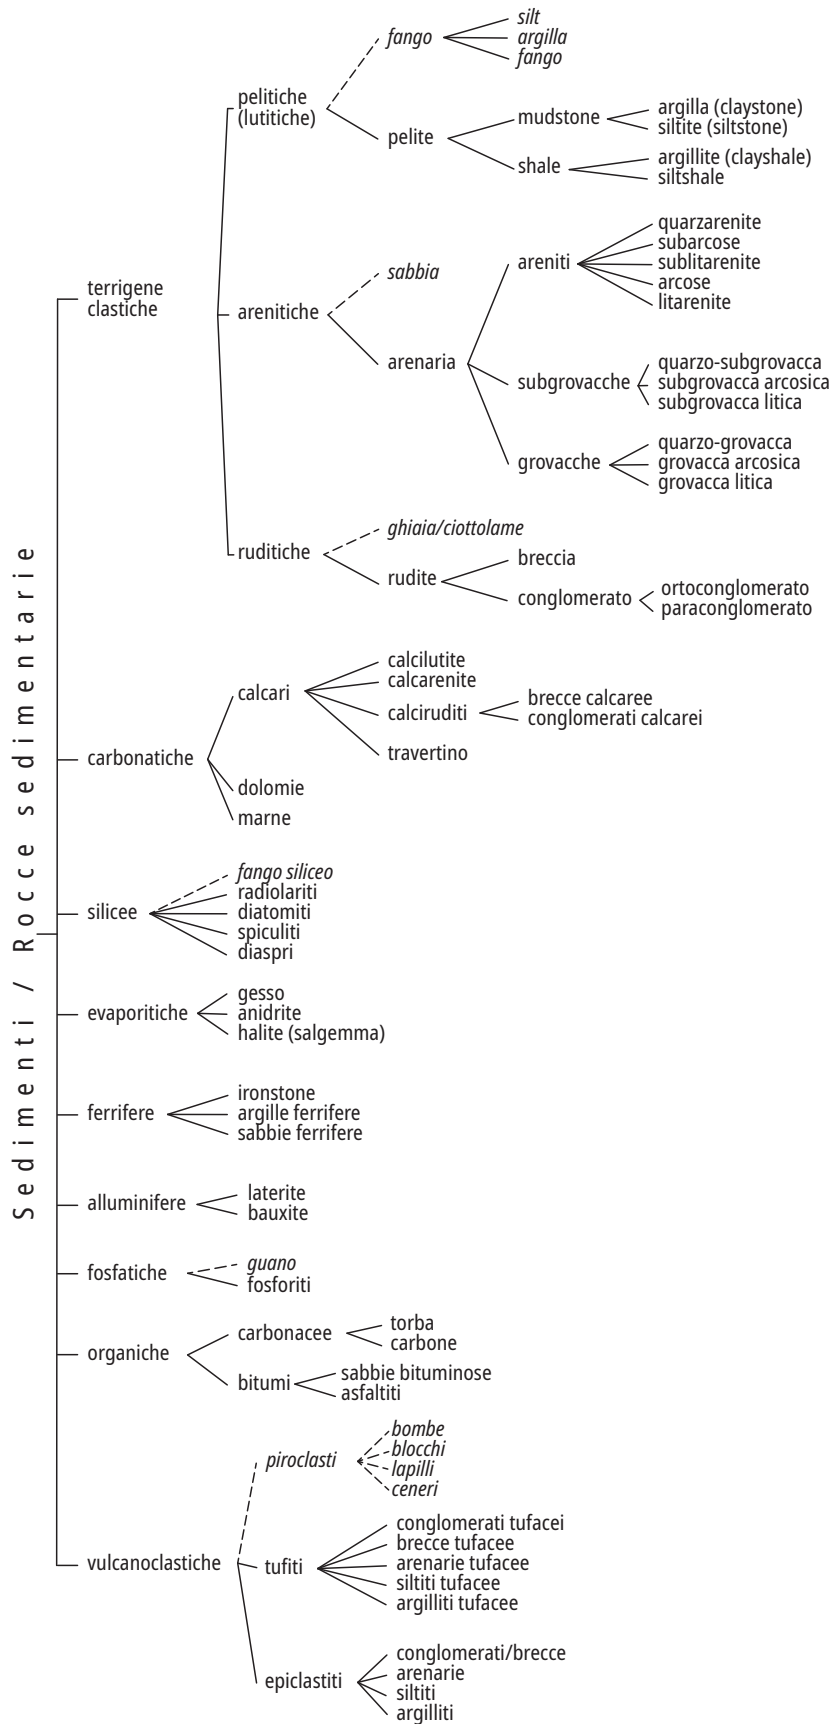 Sedimenti / Rocce sedimentarie
terrigene
clastiche
pelitiche
(lutitiche)
fango
silt
argilla
fango
pelite
mudstone
argilla (claystone)
siltite (siltstone)
shale
argillite (clayshale)
siltshale
arenitiche
sabbia
arenaria
areniti
quarzarenite
subarcose
sublitarenite
arcose
litarenite
subgrovacche
quarzo-subgrovacca
subgrovacca arcosica
subgrovacca litica
grovacche
quarzo-grovacca
grovacca arcosica
grovacca litica
ruditiche
ghiaia/ciottolame
rudite
breccia
conglomerato
ortoconglomerato
paraconglomerato
carbonatiche
calcari
calcilutite
calcarenite
calciruditi
brecce calcaree
conglomerati calcarei
travertino
dolomie
marne
silicee
fango siliceo
radiolariti
diatomiti
spiculiti
diaspri
evaporitiche
gesso
anidrite
halite (salgemma)
ferrifere
ironstone
argille ferrifere
sabbie ferrifere
alluminifere
laterite
bauxite
fosfatiche
guano
fosforiti
organiche
carbonacee
torba
carbone
bitumi
sabbie bituminose
asfaltiti
vulcanoclastiche
piroclasti
bombe
blocchi
lapilli
ceneri
tufiti
conglomerati tufacei
brecce tufacee
arenarie tufacee
siltiti tufacee
argilliti tufacee
epiclastiti
conglomerati/brecce
arenarie
siltiti
argilliti